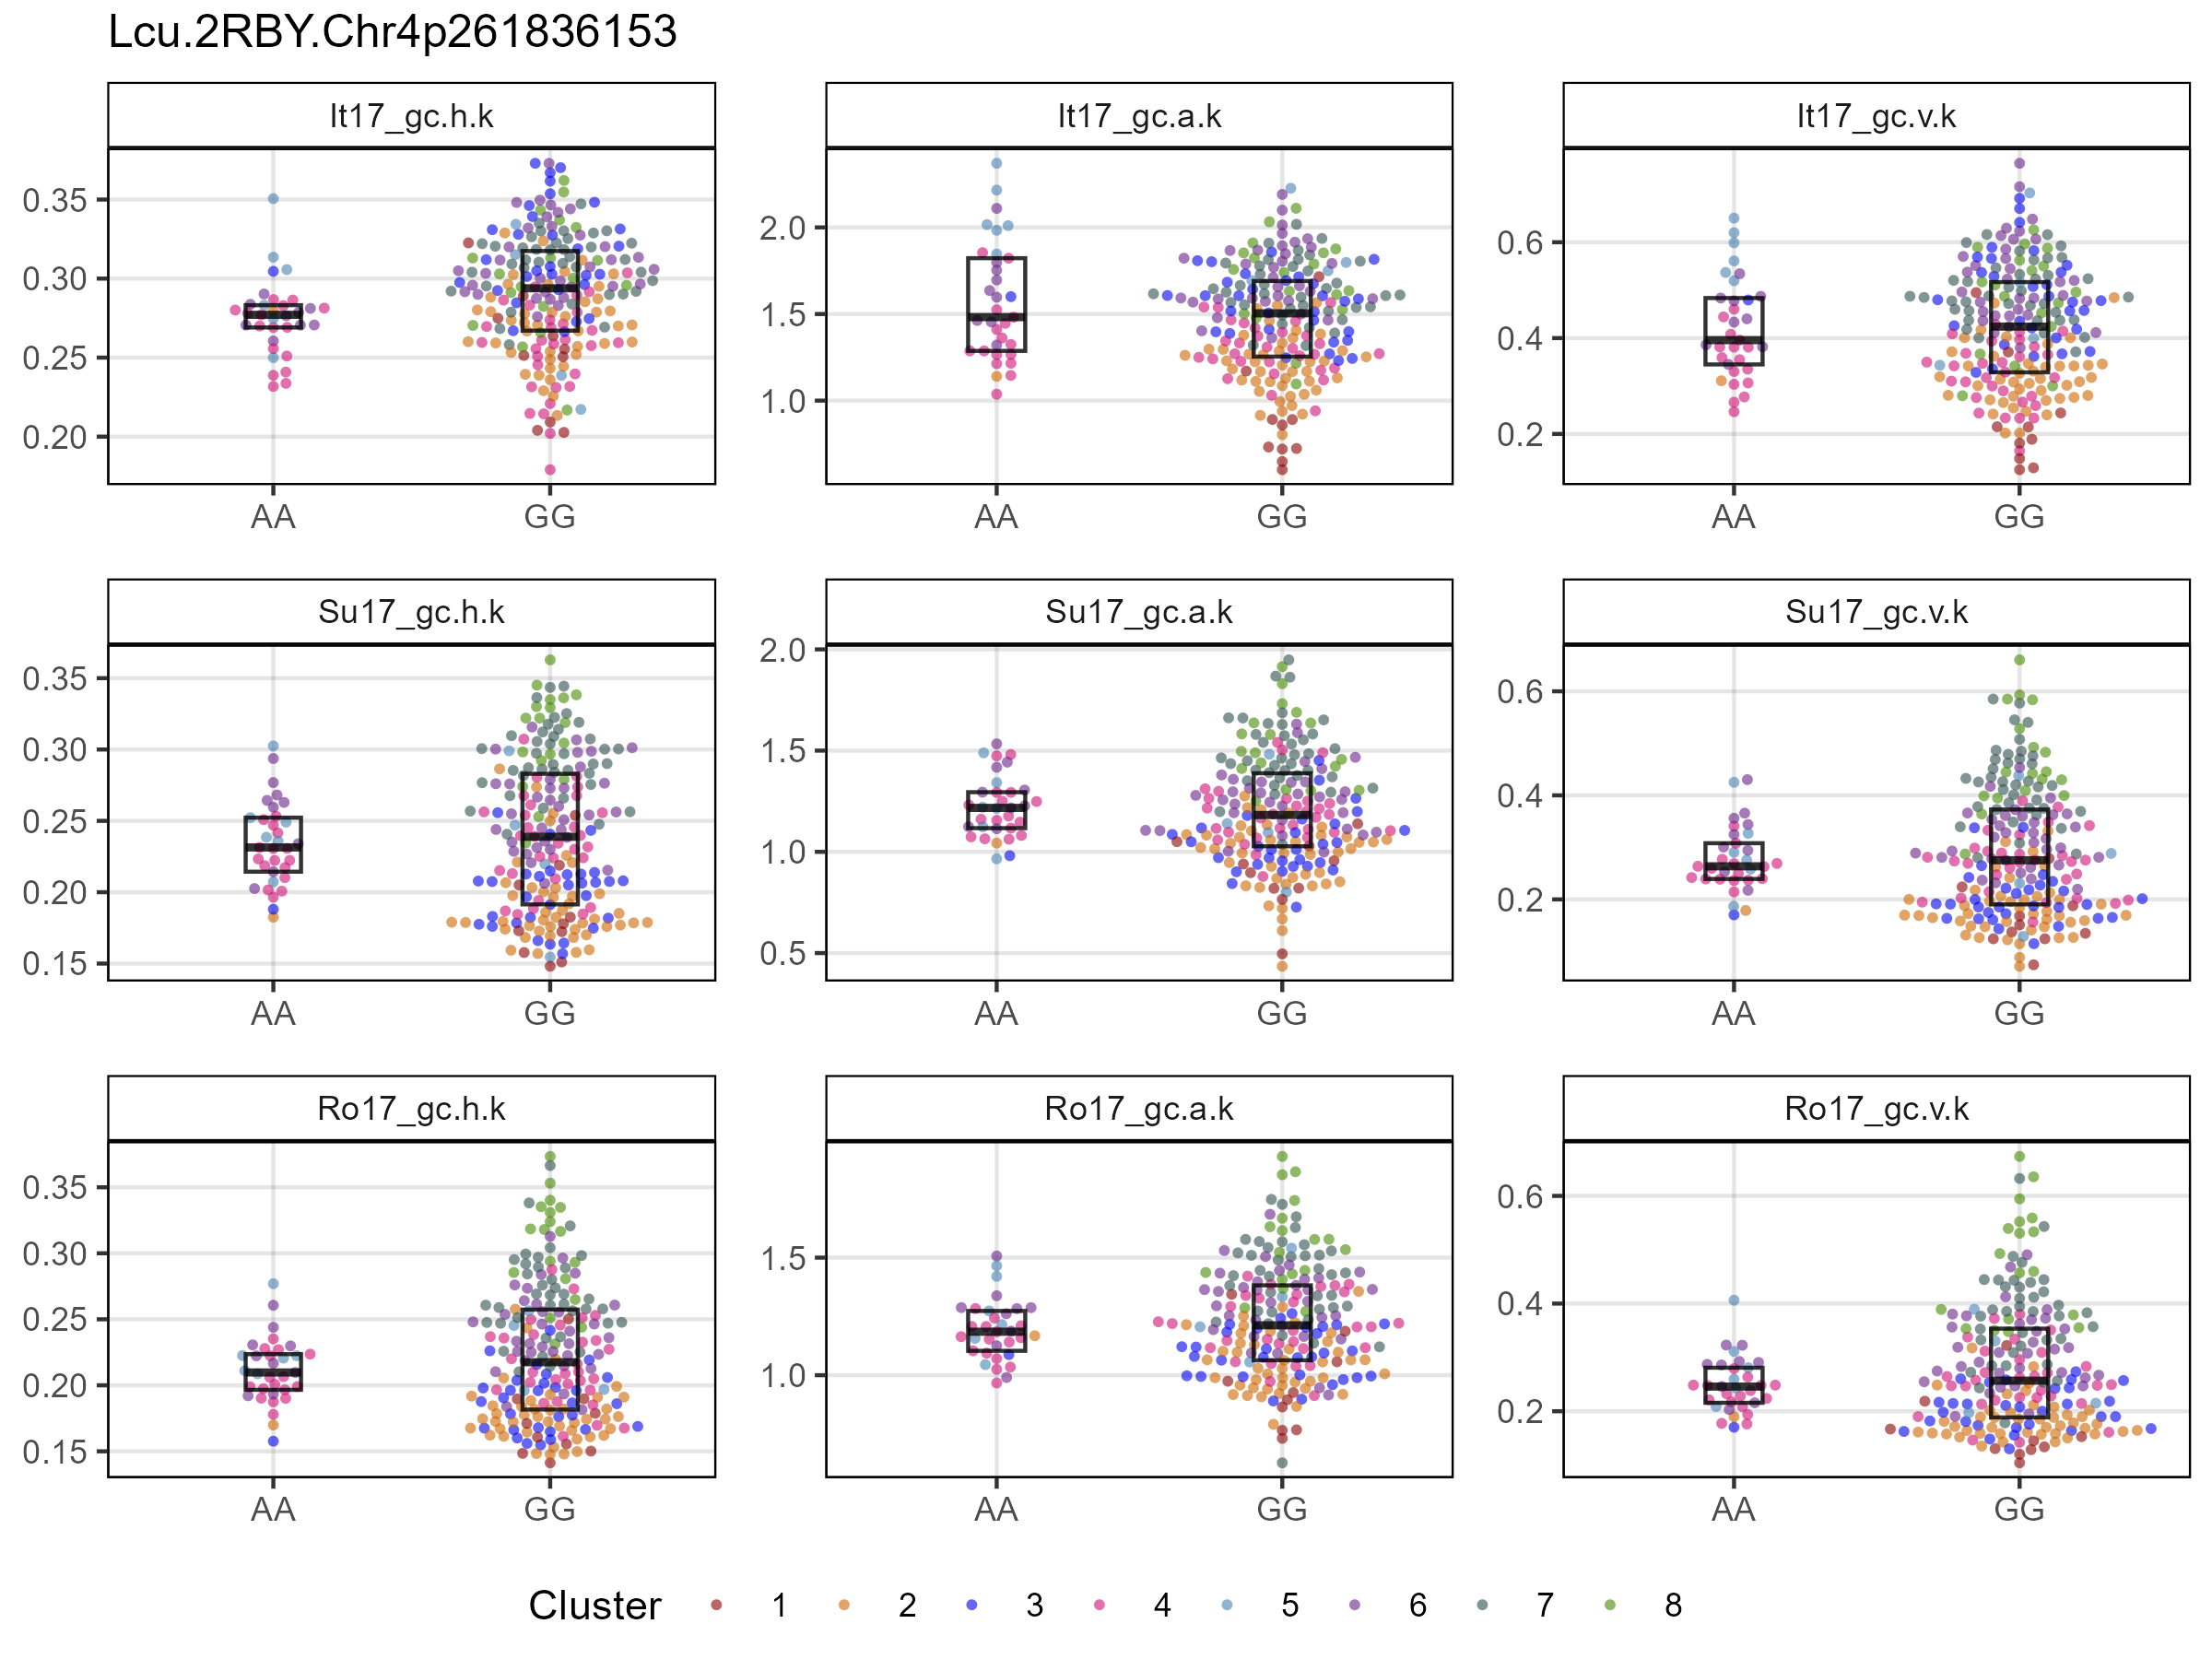 Lcu.2RBY.Chr4p261836153
It17_gc.h.k It17_gc.a.k It17_gc.v.k
0.35 2.0 0.6
0.30 1.5 0.4
0.25 1.0 0.2
0.20
AA GG AA GG AA GG
Su17_gc.h.k Su17_gc.a.k Su17_gc.v.k
0.35 2.0 0.6
0.30 1.5 0.4
0.25 1.0 0.2
0.20 0.5
0.15
AA GG AA GG AA GG
Ro17_gc.h.k Ro17_gc.a.k Ro17_gc.v.k
0.35 1.5 0.6
0.30 1.0 0.4
0.25 0.2
0.20
0.15
AA GG AA GG AA GG
Cluster 1 2 3 4 5 6 7 8